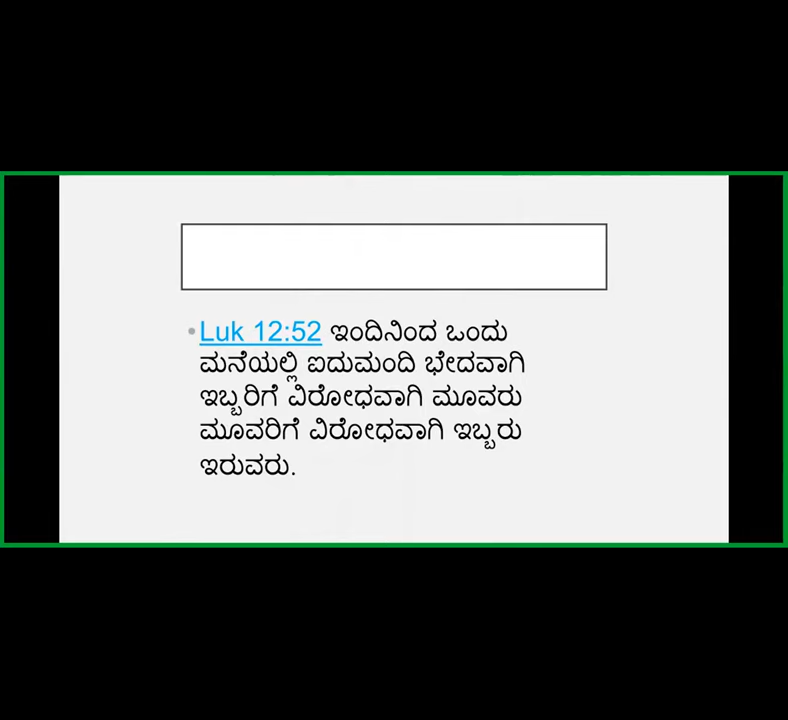 •Luk 12:52 ಇಂದಿನಿಂದ ಒಂದು
ಮನೆಯಲ್ಲಿ ಐದುಮಂದಿ ಭೇದವಾಗಿ
ಇಬ್ಬರಿಗೆ ವಿರೋಧವಾಗಿ ಮೂವರು
ಮೂವರಿಗೆ ವಿರೋಧವಾಗಿ ಇಬ್ಬರು
ಇರುವರು.